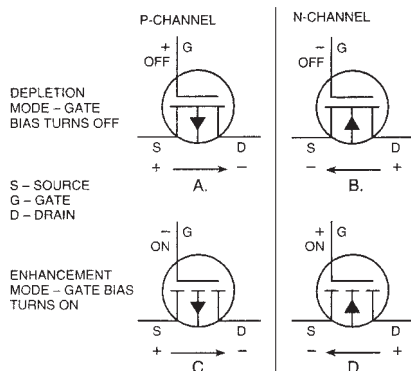 P-CHANNEL
N-CHANNEL
+ G
OFF
− G
OFF
DEPLETION
MODE – GATE
BIAS TURNS OFF
S D
+ −
A.
S D
− +
B.
S – SOURCE
G – GATE
D – DRAIN
− G
ON
+ G
ON
ENHANCEMENT
MODE – GATE BIAS
TURNS ON
S D
+ −
C.
S D
− +
D.